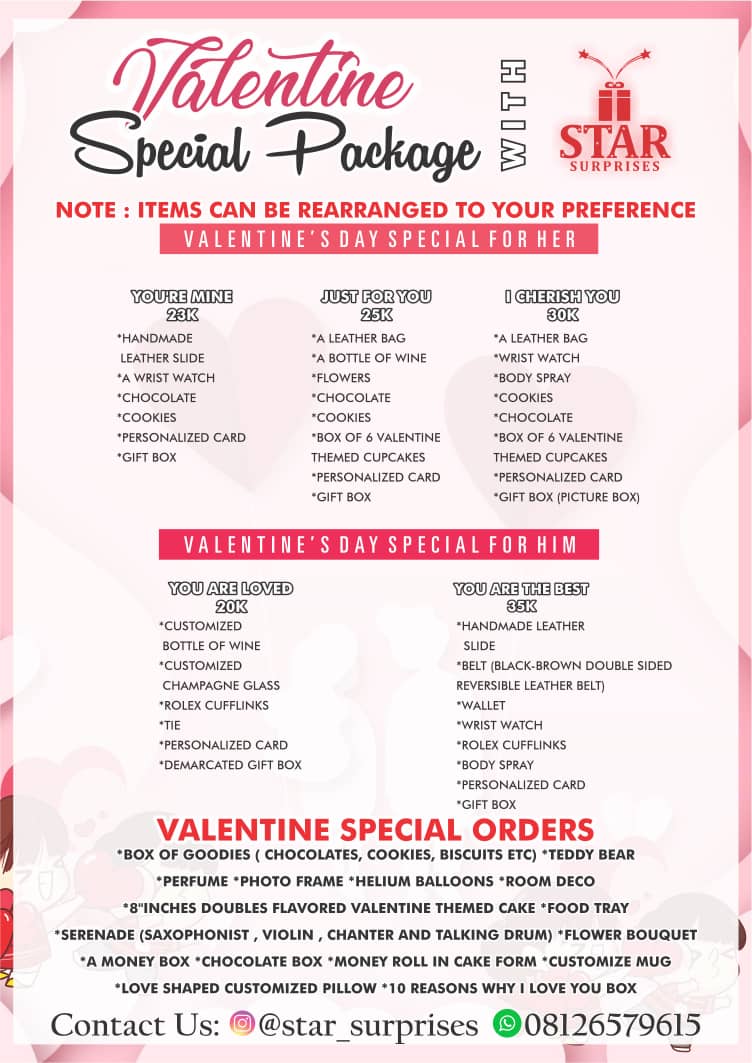 Valentine
Special Package
WITH
STAR
SURPRISES
NOTE : ITEMS CAN BE REARRANGED TO YOUR PREFERENCE
VALENTINE'S DAY SPECIAL FOR HER
YOU'RE MINE
23K
*HANDMADE
LEATHER SLIDE
*A WRIST WATCH
*CHOCOLATE
*COOKIES
*PERSONALIZED CARD
*GIFT BOX
JUST FOR YOU
25K
*A LEATHER BAG
*A BOTTLE OF WINE
*FLOWERS
*CHOCOLATE
*COOKIES
*BOX OF 6 VALENTINE
THEMED CUPCAKES
*PERSONALIZED CARD
*GIFT BOX
I CHERISH YOU
30K
*A LEATHER BAG
*WRIST WATCH
*BODY SPRAY
*COOKIES
*CHOCOLATE
*BOX OF 6 VALENTINE
THEMED CUPCAKES
*PERSONALIZED CARD
*GIFT BOX (PICTURE BOX)
VALENTINE'S DAY SPECIAL FOR HIM
YOU ARE LOVED
20K
*CUSTOMIZED
BOTTLE OF WINE
*CUSTOMIZED
CHAMPAGNE GLASS
*ROLEX CUFFLINKS
*TIE
*PERSONALIZED CARD
*DEMARCATED GIFT BOX
YOU ARE THE BEST
35K
*HANDMADE LEATHER
SLIDE
*BELT (BLACK-BROWN DOUBLE SIDED
REVERSIBLE LEATHER BELT)
*WALLET
*WRIST WATCH
*ROLEX CUFFLINKS
*BODY SPRAY
*PERSONALIZED CARD
*GIFT BOX
VALENTINE SPECIAL ORDERS
*BOX OF GOODIES ( CHOCOLATES, COOKIES, BISCUITS ETC) *TEDDY BEAR
*PERFUME *PHOTO FRAME *HELIUM BALLOONS *ROOM DECO
*8"INCHES DOUBLES FLAVORED VALENTINE THEMED CAKE *FOOD TRAY
*SERENADE (SAXOPHONIST , VIOLIN , CHANTER AND TALKING DRUM) *FLOWER BOUQUET
*A MONEY BOX *CHOCOLATE BOX *MONEY ROLL IN CAKE FORM *CUSTOMIZE MUG
*LOVE SHAPED CUSTOMIZED PILLOW *10 REASONS WHY I LOVE YOU BOX
Contact Us: @star_surprises 08126579615